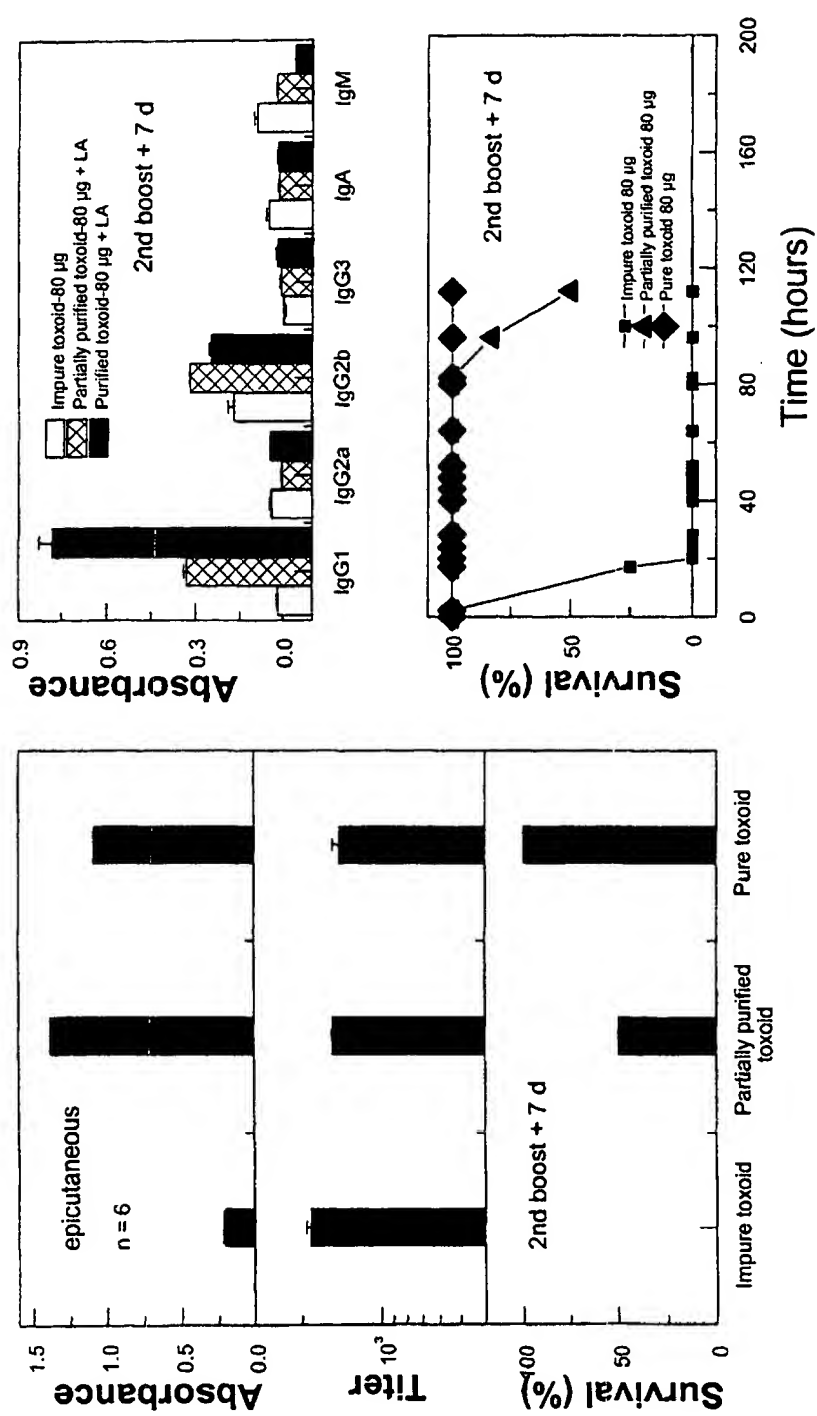 epicutaneous
n = 6
1.5
1.0
0.5
0.0
Absorbance
10³
Titer
2nd boost + 7 d
100
50
0
Survival (%)
Impure toxoid
Partially purified
toxoid
Pure toxoid
Impure toxoid-80 µg
Partially purified toxoid-80 µg + LA
Purified toxoid-80 µg + LA
2nd boost + 7 d
0.9
0.6
0.3
0.0
Absorbance
IgG1
IgG2a
IgG2b
IgG3
IgA
IgM
2nd boost + 7 d
Impure toxoid 80 µg
Partially purified toxoid 80 µg
Pure toxoid 80 µg
100
50
0
Survival (%)
0
40
80
120
160
200
Time (hours)